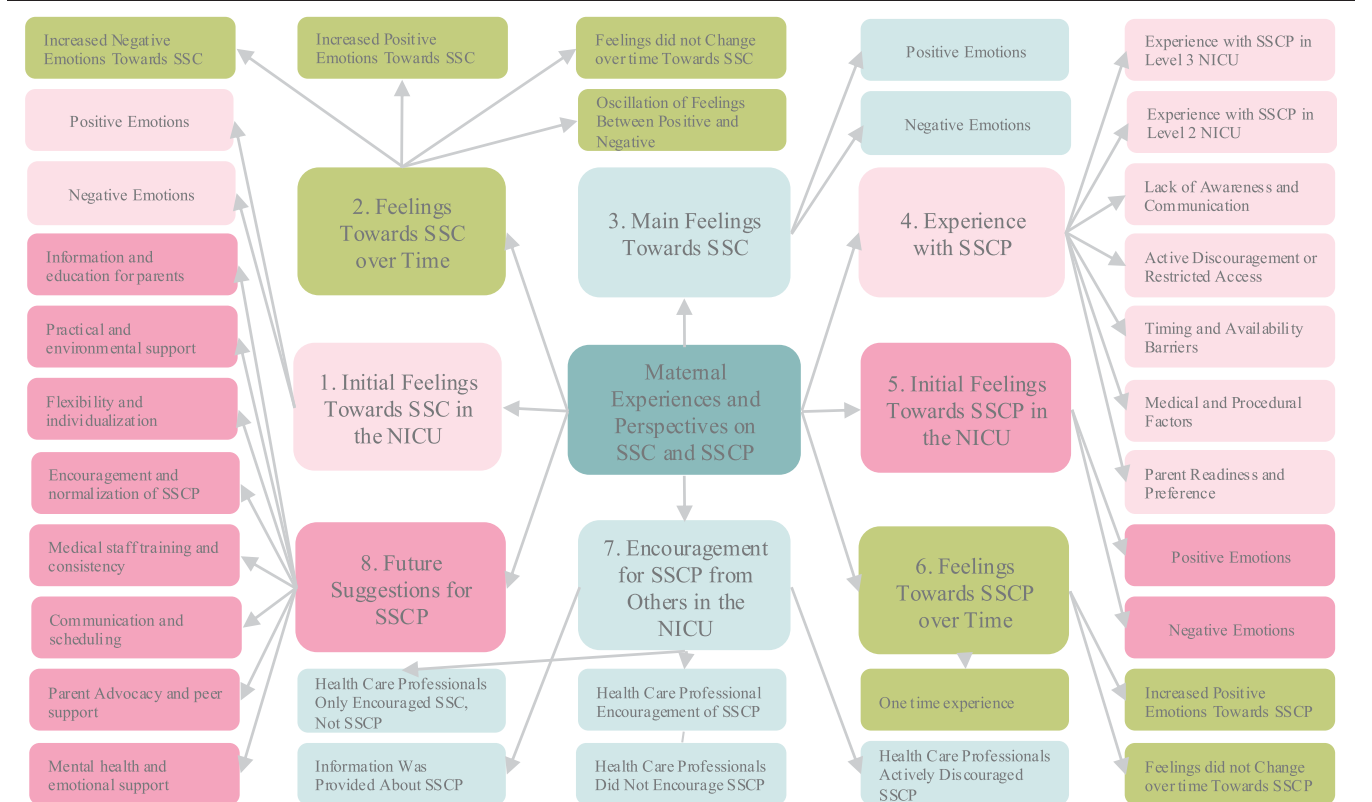 Increased Negative
Emotions Towards SSC
Increased Positive
Emotions Towards SSC
Feelings did not Change
over time Towards SSC
Oscillation of Feelings
Between Positive and
Negative
Positive Emotions
Negative Emotions
2. Feelings
Towards SSC
over Time
3. Main Feelings
Towards SSC
Positive Emotions
Negative Emotions
4. Experience
with SSCP
Experience with SSCP in
Level 3 NICU
Experience with SSCP in
Level 2 NICU
Lack of Awareness and
Communication
Active Discouragement or
Restricted Access
Timing and Availability
Barriers
Medical and Procedural
Factors
Parent Readiness and
Preference
1. Initial Feelings
Towards SSC in
the NICU
Maternal
Experiences and
Perspectives on
SSC and SSCP
5. Initial Feelings
Towards SSCP in
the NICU
Positive Emotions
Negative Emotions
Information and
education for parents
Practical and
environmental support
Flexibility and
individualization
Encouragement and
normalization of SSCP
Medical staff training and
consistency
Communication and
scheduling
Parent Advocacy and peer
support
Mental health and
emotional support
8. Future
Suggestions for
SSCP
7. Encouragement
for SSCP from
Others in the
NICU
6. Feelings
Towards SSCP
over Time
Health Care Professionals
Only Encouraged SSC,
Not SSCP
Health Care Professional
Encouragement of SSCP
One time experience
Increased Positive
Emotions Towards SSCP
Information Was
Provided About SSCP
Health Care Professionals
Did Not Encourage SSCP
Health Care Professionals
Actively Discouraged
SSCP
Feelings did not Change
over time Towards SSCP